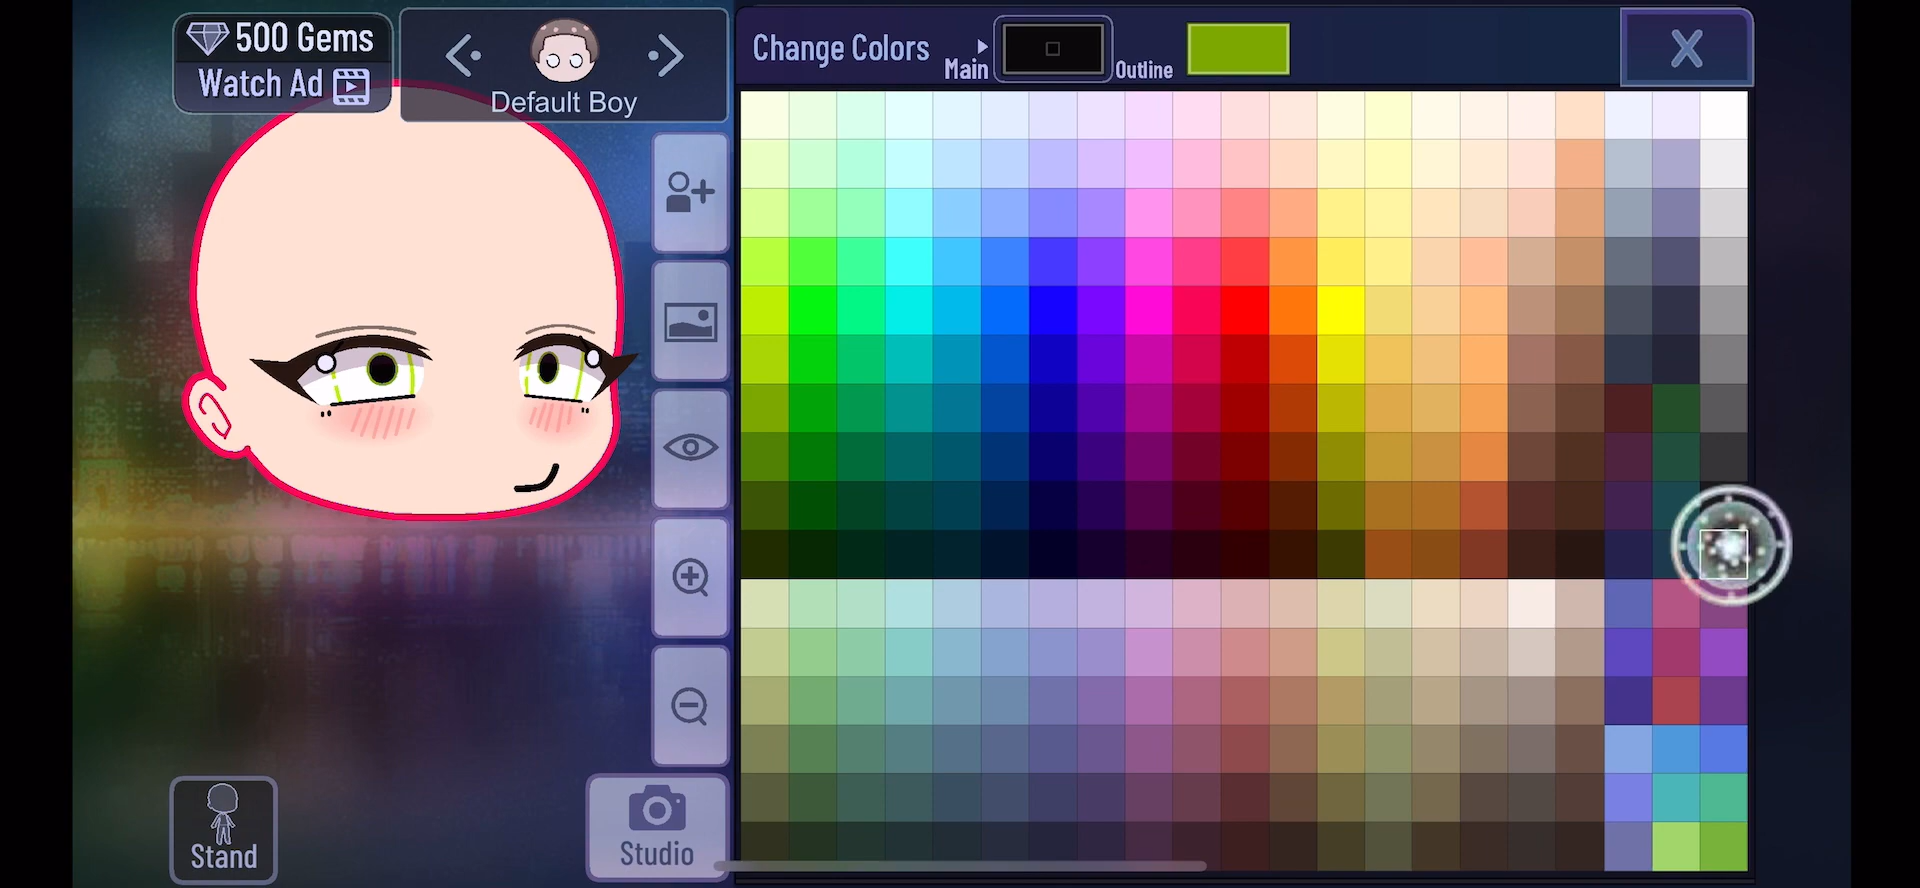 500 Gems
Watch Ad
Default Boy
Change Colors
Main
Outline
X
Stand
Studio